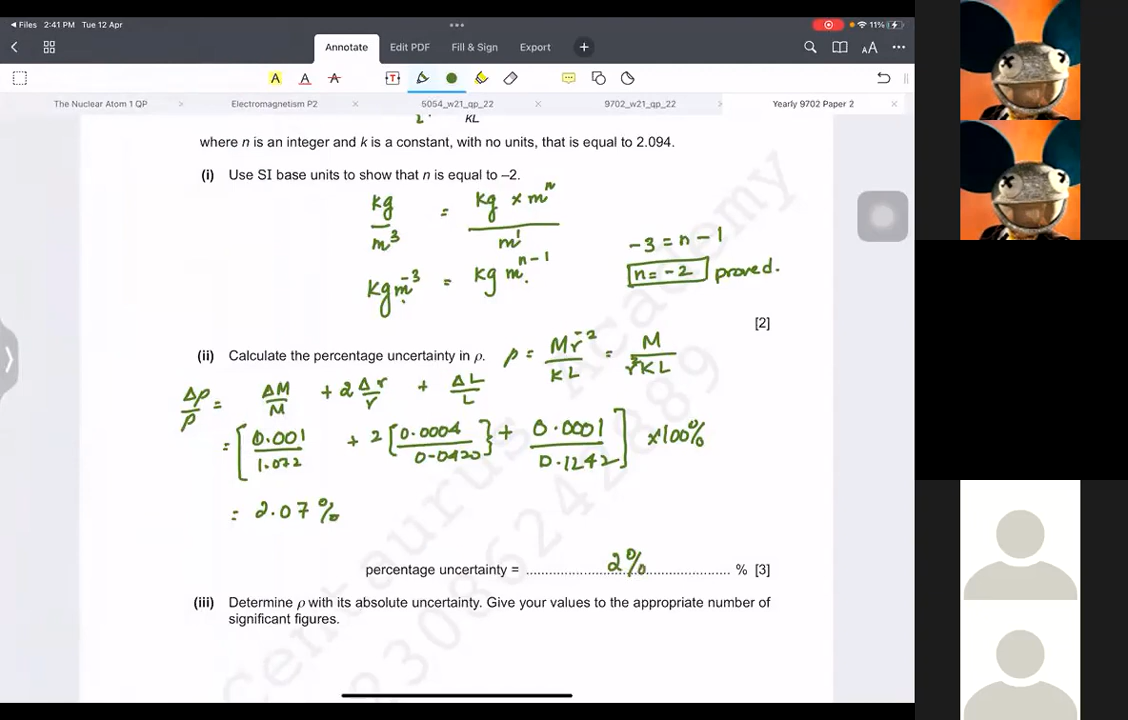 Files 2:41 PM Tue 12 Apr
11%
Annotate Edit PDF Fill & Sign Export
The Nuclear Atom 1 QP Electromagnetism P2 5054_w21_qp_22 9702_w21_qp_22 Yearly 9702 Paper 2
KL
where n is an integer and k is a constant, with no units, that is equal to 2.094.
(i) Use SI base units to show that n is equal to –2.
kg/m³ = kg × mⁿ/m¹
-3 = n - 1
kg m⁻³ = kg mⁿ⁻¹
n = -2 proved.
[2]
(ii) Calculate the percentage uncertainty in ρ.
ρ = Mr⁻²/KL = M/r²KL
Δρ/ρ = ΔM/M + 2Δr/r + ΔL/L
= [0.001/1.072 + 2[0.0004/0.0420} + 0.0001/0.1242] ×100%
= 2.07%
percentage uncertainty = 2% % [3]
(iii) Determine ρ with its absolute uncertainty. Give your values to the appropriate number of
significant figures.
Centaurus Academy